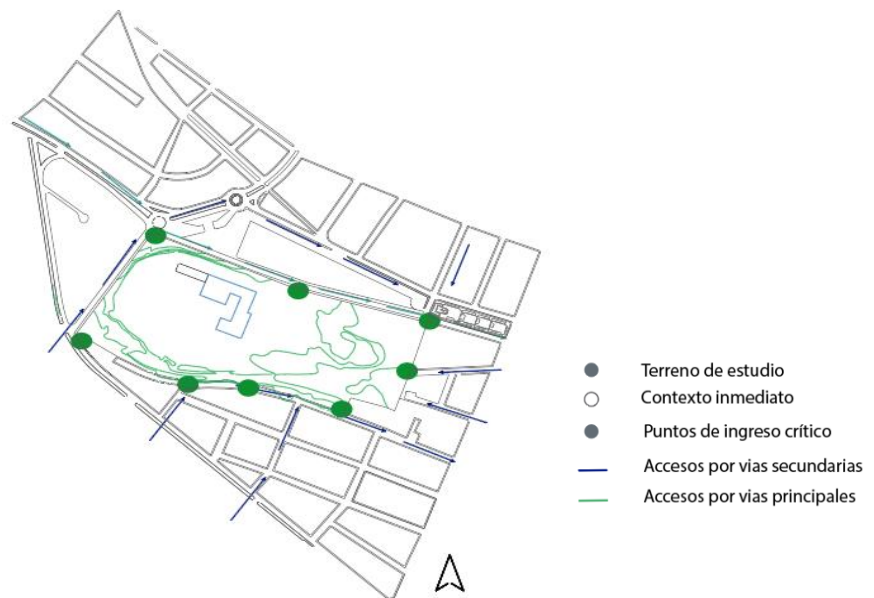 Terreno de estudio
Contexto inmediato
Puntos de ingreso crítico
Accesos por vias secundarias
Accesos por vias principales